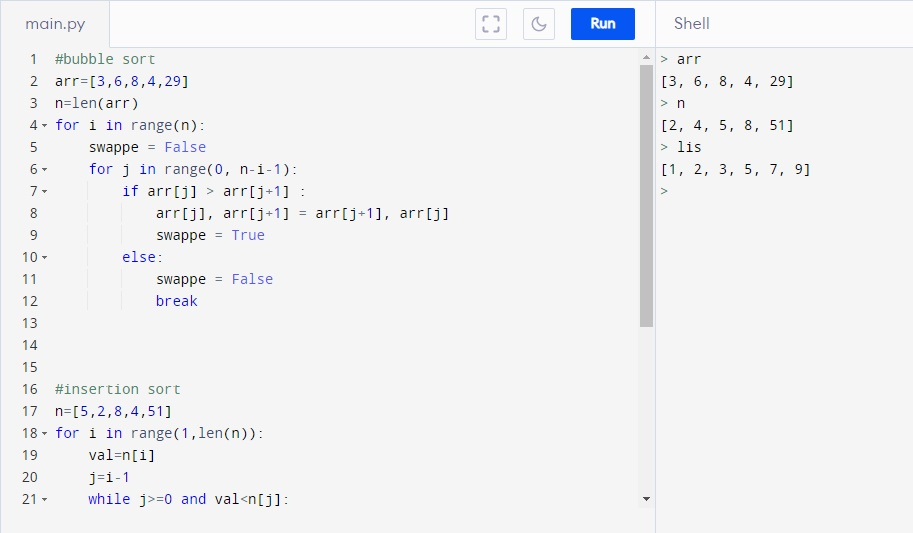 main.py
Run
Shell
1 #bubble sort
2 arr=[3,6,8,4,29]
3 n=len(arr)
4 for i in range(n):
5 swappe = False
6 for j in range(0, n-i-1):
7 if arr[j] > arr[j+1] :
8 arr[j], arr[j+1] = arr[j+1], arr[j]
9 swappe = True
10 else:
11 swappe = False
12 break
13
14
15
16 #insertion sort
17 n=[5,2,8,4,51]
18 for i in range(1,len(n)):
19 val=n[i]
20 j=i-1
21 while j>=0 and val<n[j]:
> arr
[3, 6, 8, 4, 29]
> n
[2, 4, 5, 8, 51]
> lis
[1, 2, 3, 5, 7, 9]
>